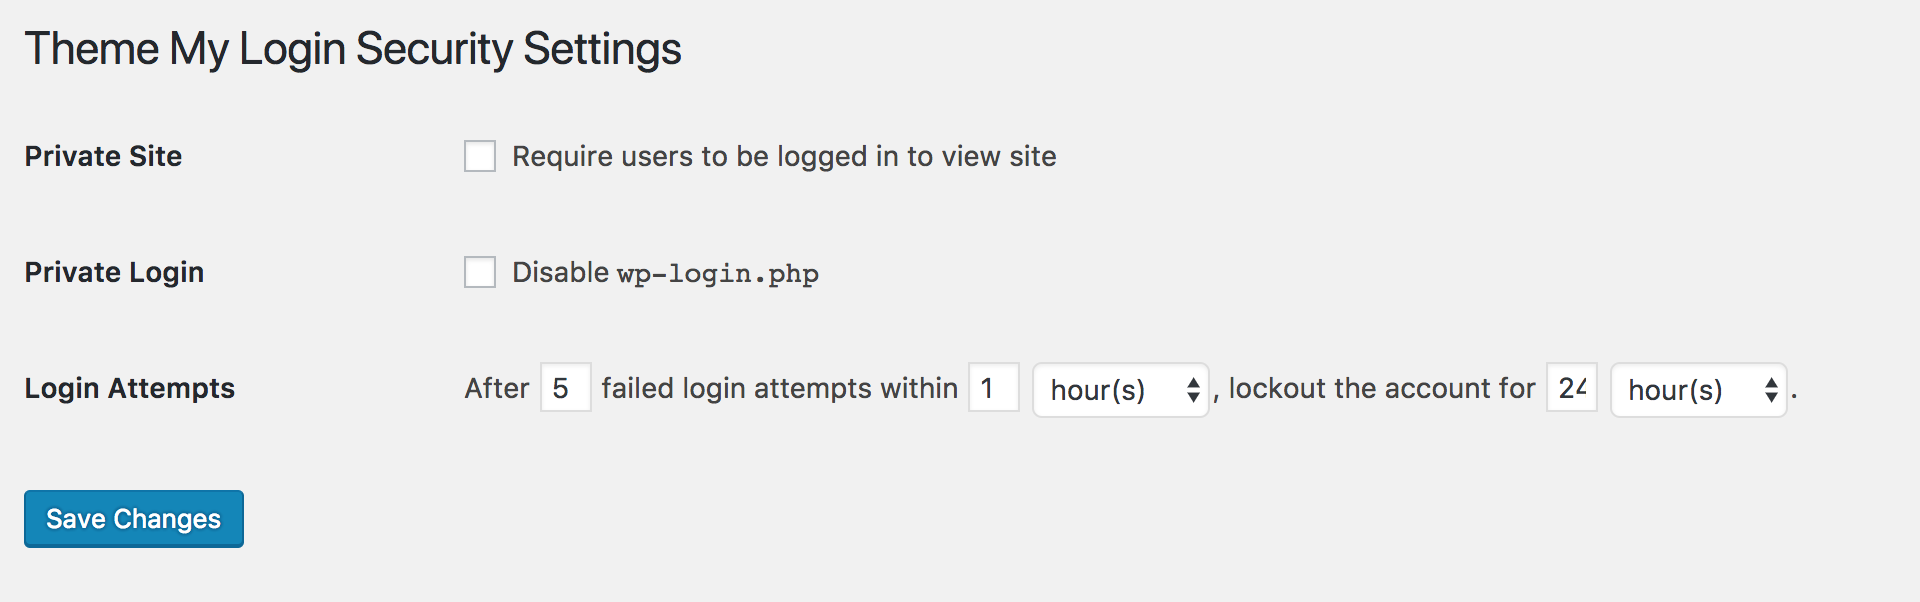 Theme My Login Security Settings
Private Site Require users to be logged in to view site
Private Login Disable wp-login.php
Login Attempts After 5 failed login attempts within 1 hour(s) , lockout the account for 24 hour(s) .
Save Changes